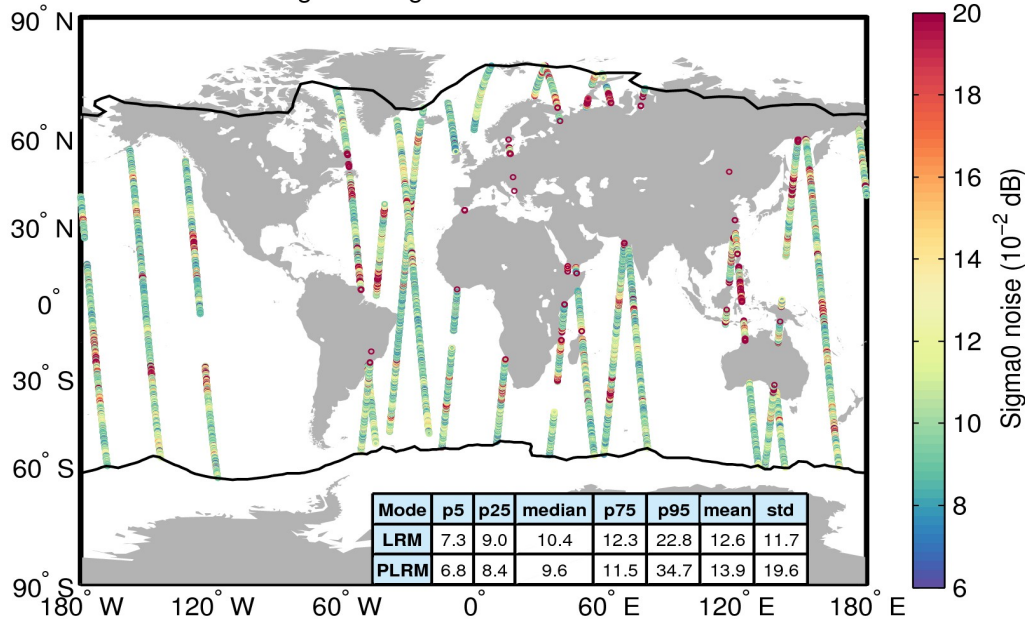 90° N
60° N
30° N
0°
30° S
60° S
90° S
180° W
120° W
60° W
0°
60° E
120° E
180° E
20
18
16
14
12
10
8
6
Sigma0 noise (10⁻² dB)
Mode p5 p25 median p75 p95 mean std
LRM 7.3 9.0 10.4 12.3 22.8 12.6 11.7
PLRM 6.8 8.4 9.6 11.5 34.7 13.9 19.6